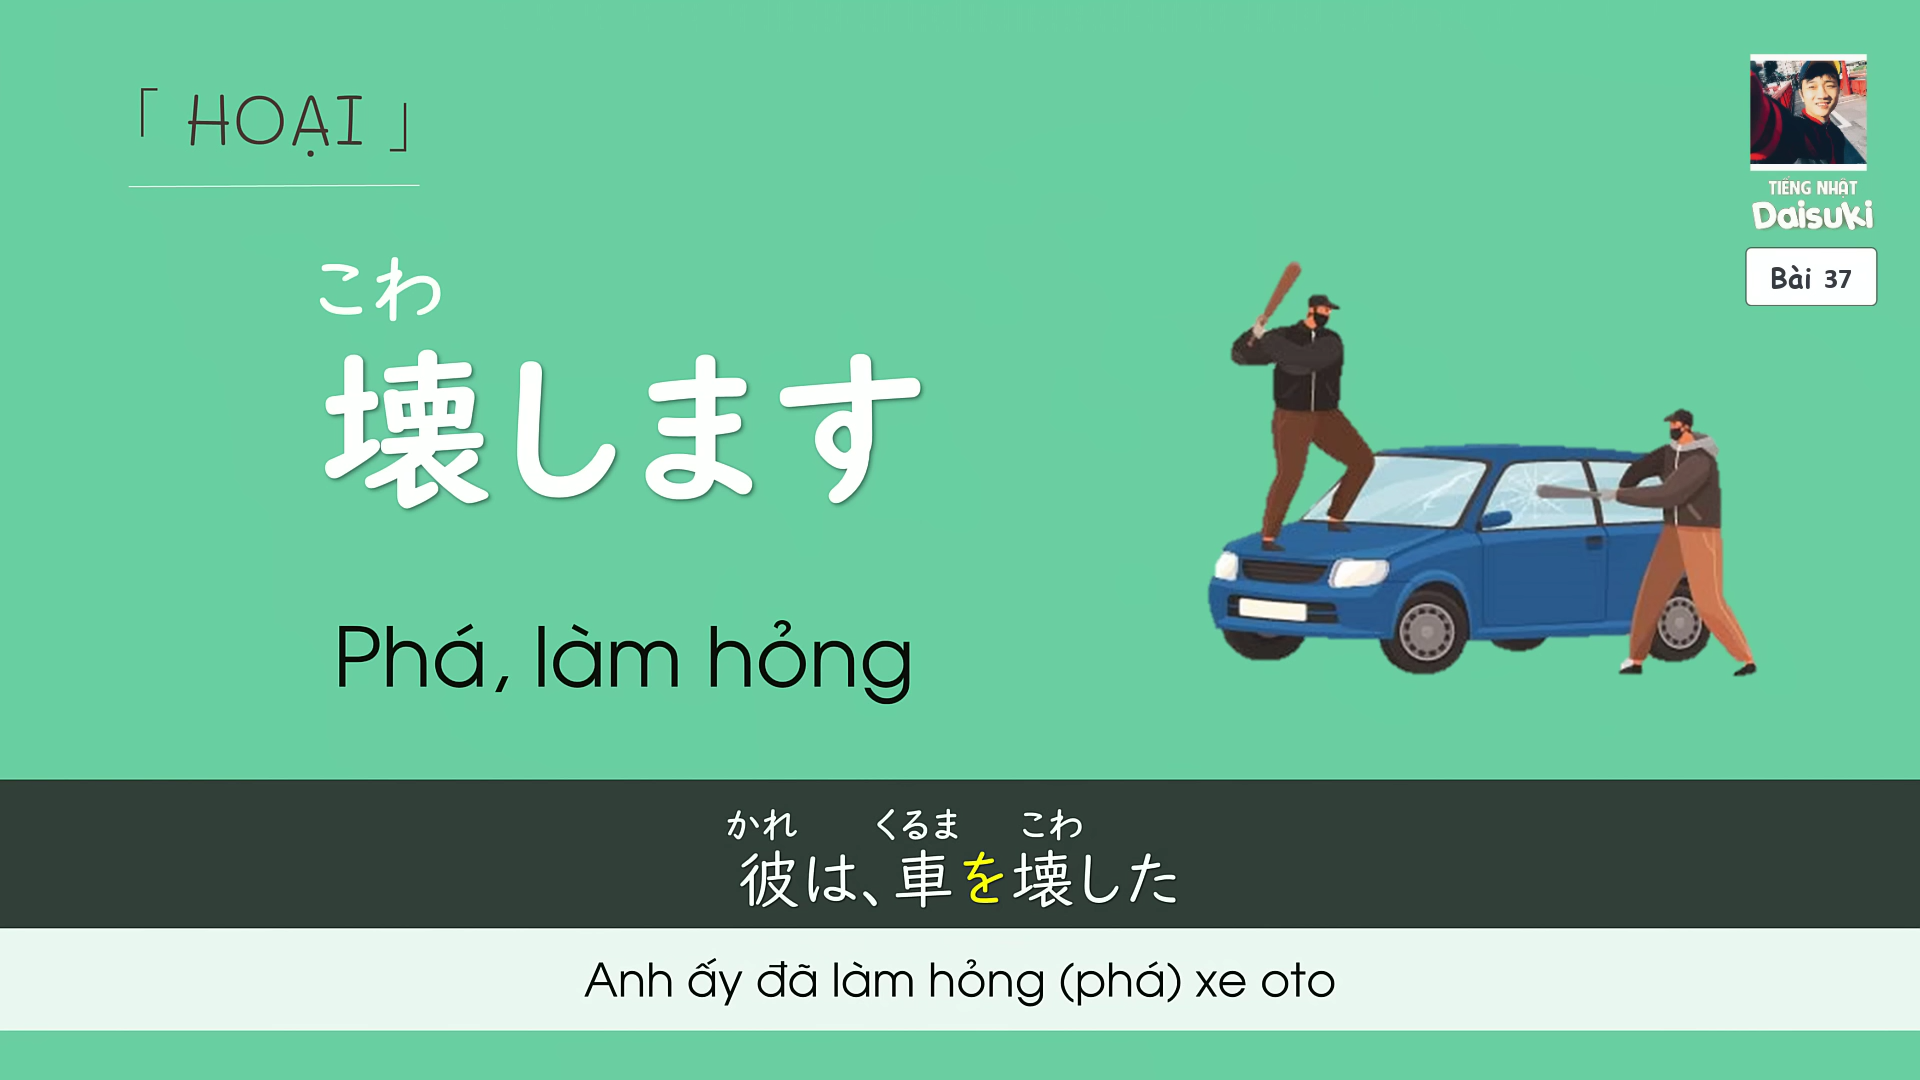 「 HOẠI 」
TIẾNG NHẬT
Daisuki
Bài 37
こわ
壊します
Phá, làm hỏng
かれ くるま こわ
彼は、車を壊した
Anh ấy đã làm hỏng (phá) xe oto